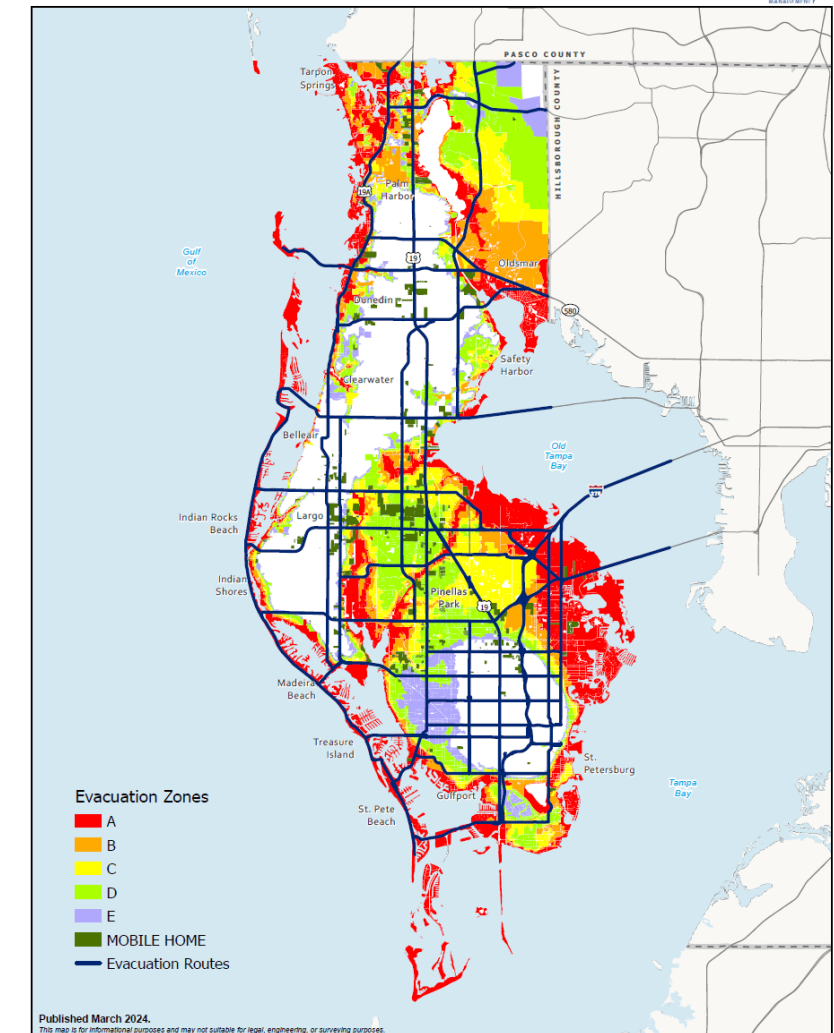 MANAGEMENT
PASCO COUNTY
HILLSBOROUGH COUNTY
Tarpon
Springs
19A
Palm
Harbor
Gulf
of
Mexico
19
Oldsmar
Dunedin
580
Safety
Harbor
Clearwater
Belleair
Old
Tampa
Bay
Largo
Indian Rocks
Beach
Indian
Shores
Pinellas
Park
19
Madeira
Beach
Treasure
Island
St.
Petersburg
Tampa
Bay
Gulfport
St. Pete
Beach
Evacuation Zones
A
B
C
D
E
MOBILE HOME
Evacuation Routes
Published March 2024.
This map is for informational purposes and may not suitable for legal, engineering, or surveying purposes.